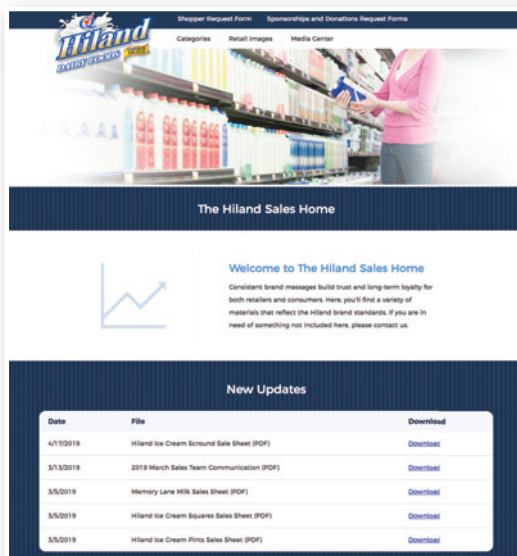 Shopper Request Form Sponsorships and Donations Request Forms
Hiland
DAIRY FOODS
Categories Retail Images Media Center
The Hiland Sales Home
Welcome to The Hiland Sales Home
Consistent brand messages build trust and long-term loyalty for
both retailers and consumers. Here, you'll find a variety of
materials that reflect the Hiland brand standards. If you are in
need of something not included here, please contact us.
New Updates
Date File Download
4/17/2019 Hiland Ice Cream Scround Sale Sheet (PDF) Download
3/13/2019 2019 March Sales Team Communication (PDF) Download
3/5/2019 Memory Lane Milk Sales Sheet (PDF) Download
3/5/2019 Hiland Ice Cream Squares Sales Sheet (PDF) Download
3/5/2019 Hiland Ice Cream Pints Sales Sheet (PDF) Download